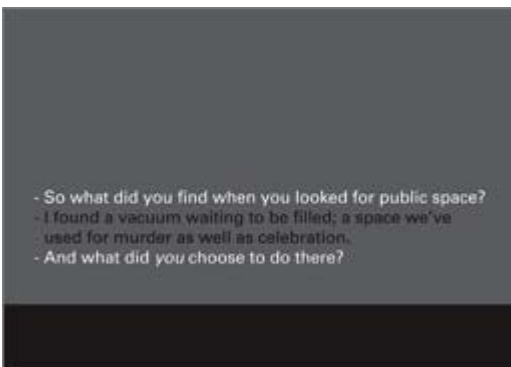 - So what did you find when you looked for public space?
- I found a vacuum waiting to be filled; a space we've
used for murder as well as celebration.
- And what did you choose to do there?